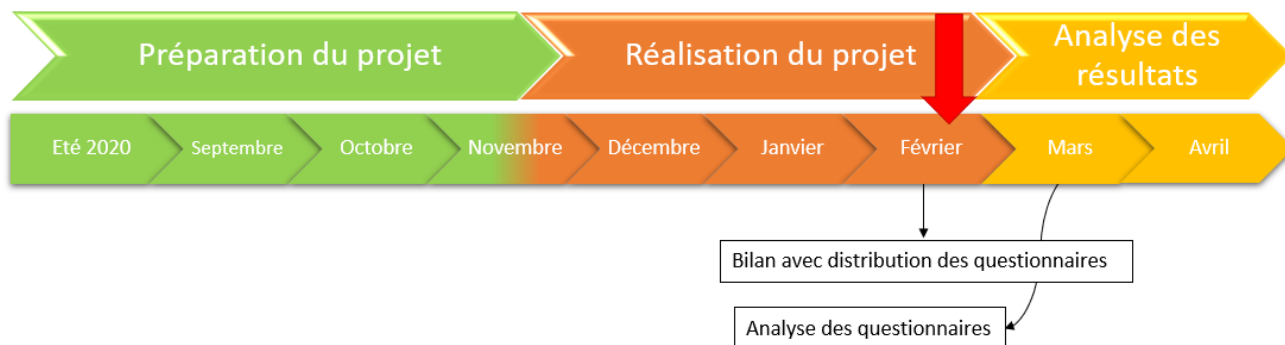 Préparation du projet
Réalisation du projet
Analyse des
résultats
Eté 2020
Septembre
Octobre
Novembre
Décembre
Janvier
Février
Mars
Avril
Bilan avec distribution des questionnaires
Analyse des questionnaires